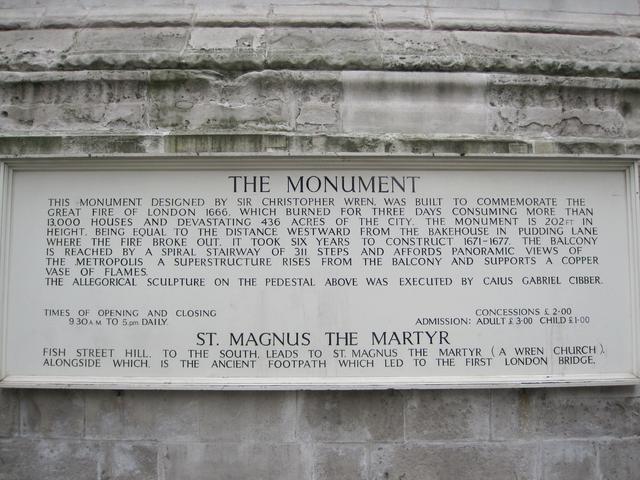 THE MONUMENT
THIS MONUMENT DESIGNED BY SIR CHRISTOPHER WREN, WAS BUILT TO COMMEMORATE THE
GREAT FIRE OF LONDON 1666, WHICH BURNED FOR THREE DAYS CONSUMING MORE THAN
13,000 HOUSES AND DEVASTATING 436 ACRES OF THE CITY. THE MONUMENT IS 202FT IN
HEIGHT, BEING EQUAL TO THE DISTANCE WESTWARD FROM THE BAKEHOUSE IN PUDDING LANE
WHERE THE FIRE BROKE OUT. IT TOOK SIX YEARS TO CONSTRUCT 1671-1677. THE BALCONY
IS REACHED BY A SPIRAL STAIRWAY OF 311 STEPS AND AFFORDS PANORAMIC VIEWS OF
THE METROPOLIS A SUPERSTRUCTURE RISES FROM THE BALCONY AND SUPPORTS A COPPER
VASE OF FLAMES.
THE ALLEGORICAL SCULPTURE ON THE PEDESTAL ABOVE WAS EXECUTED BY CAIUS GABRIEL CIBBER.
TIMES OF OPENING AND CLOSING
9.30 A.M. TO 5.pm DAILY.
CONCESSIONS £ 2·00
ADMISSION: ADULT £ 3·00 CHILD £1·00
ST. MAGNUS THE MARTYR
FISH STREET HILL, TO THE SOUTH, LEADS TO ST. MAGNUS THE MARTYR (A WREN CHURCH),
ALONGSIDE WHICH, IS THE ANCIENT FOOTPATH WHICH LED TO THE FIRST LONDON BRIDGE.